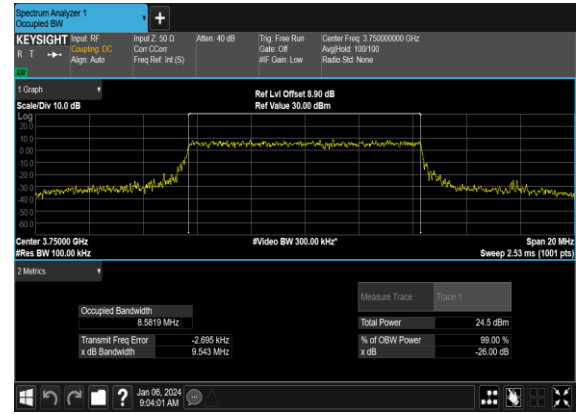 Spectrum Analyzer 1
Occupied BW
+
KEYSIGHT Input: RF Input Z: 50 Ω Atten: 40 dB Trig: Free Run Center Freq: 3.750000000 GHz
R T Coupling: DC Corr CCorr Gate: Off Avg|Hold: 100/100
Align: Auto Freq Ref: Int (S) #IF Gain: Low Radio Std: None
LW
1 Graph
Ref Lvl Offset 8.90 dB
Scale/Div 10.0 dB Ref Value 30.00 dBm
Log
20.0
10.0
0.00
-10.0
-20.0
-30.0
-40.0
-50.0
-60.0
Center 3.75000 GHz #Video BW 300.00 kHz* Span 20 MHz
#Res BW 100.00 kHz Sweep 2.53 ms (1001 pts)
2 Metrics
Measure Trace Trace 1
Occupied Bandwidth
8.5819 MHz Total Power 24.5 dBm
Transmit Freq Error -2.695 kHz % of OBW Power 99.00 %
x dB Bandwidth 9.543 MHz x dB -26.00 dB
? Jan 06, 2024
9:04:01 AM